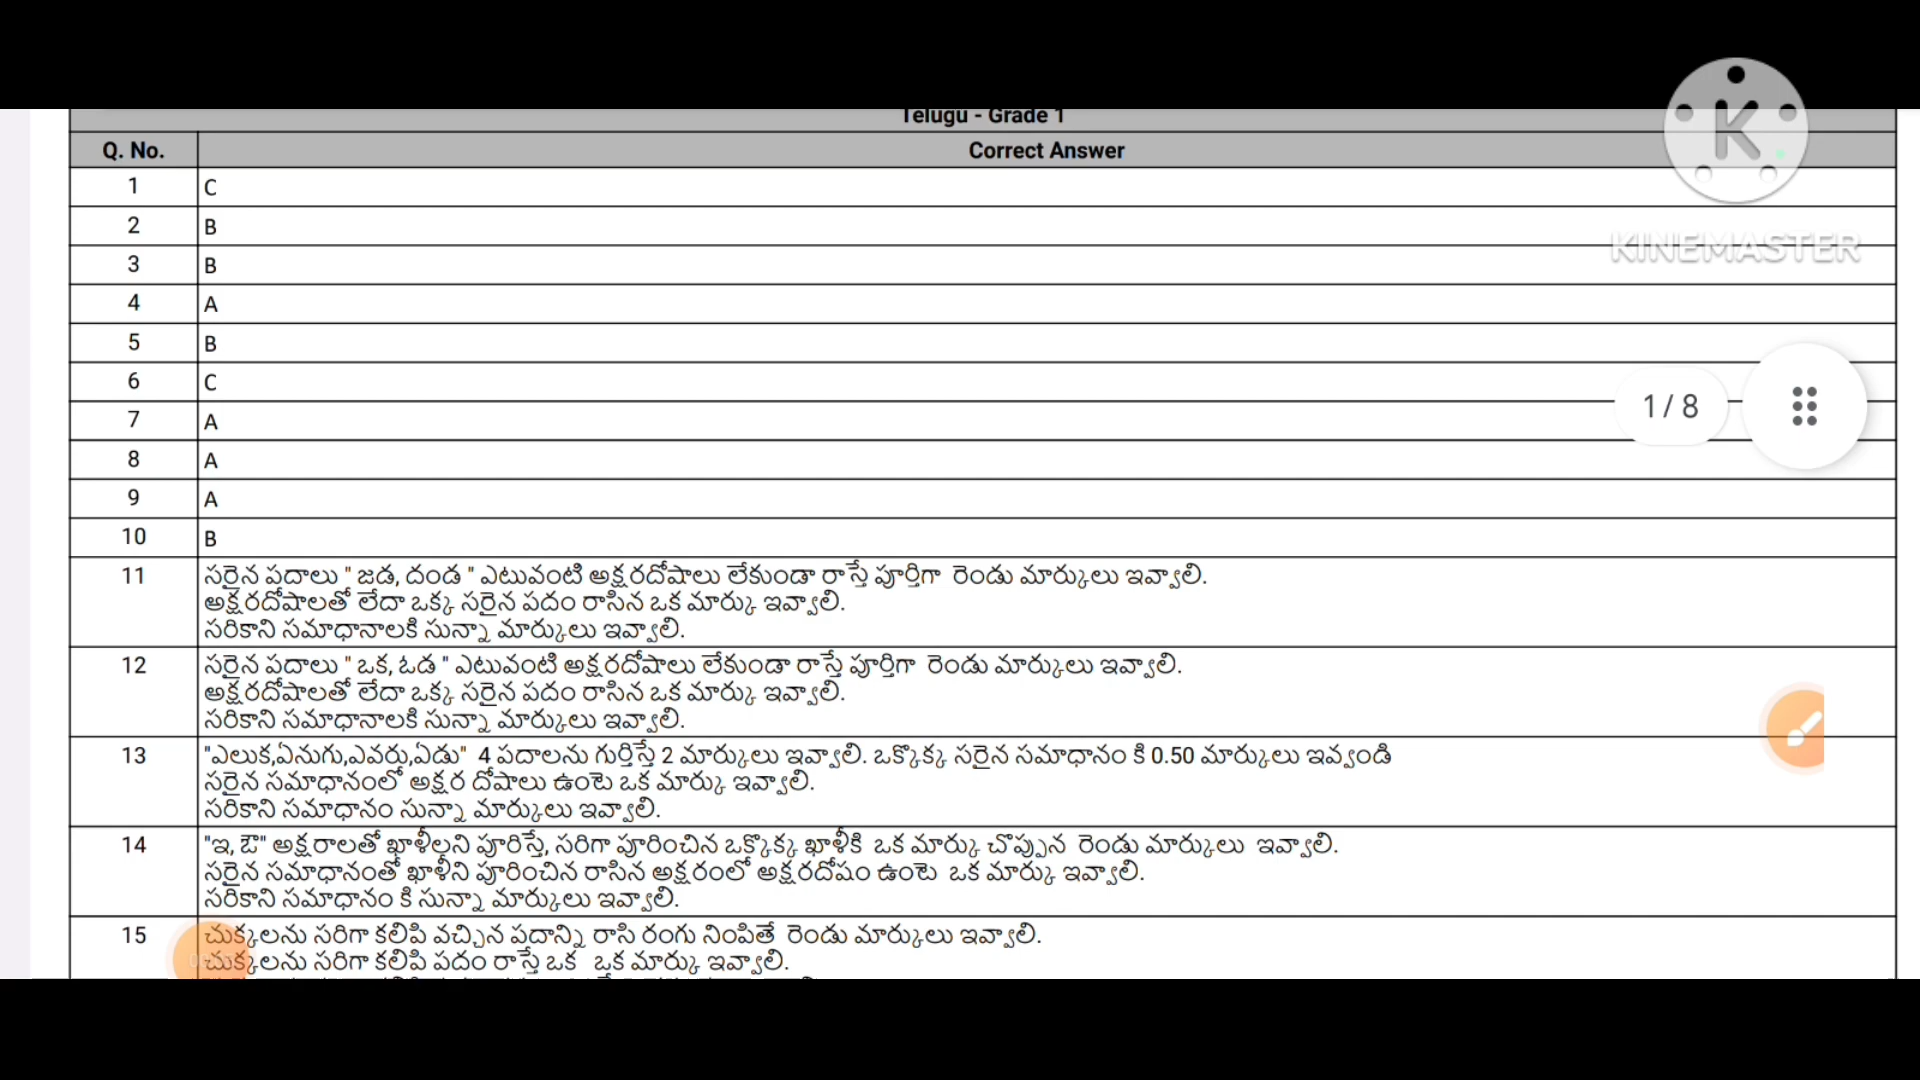 Telugu - Grade 1
Q. No. Correct Answer
KINEMASTER
1 C
2 B
3 B
4 A
5 B
6 C
1 / 8
7 A
8 A
9 A
10 B
11 సరైన పదాలు " జడ, దండ " ఎటువంటి అక్షరదోషాలు లేకుండా రాస్తే పూర్తిగా రెండు మార్కులు ఇవ్వాలి.
అక్షరదోషాలతో లేదా ఒక్క సరైన పదం రాసిన ఒక మార్కు ఇవ్వాలి.
సరికాని సమాధానాలకి సున్నా మార్కులు ఇవ్వాలి.
12 సరైన పదాలు " ఒక, ఓడ " ఎటువంటి అక్షరదోషాలు లేకుండా రాస్తే పూర్తిగా రెండు మార్కులు ఇవ్వాలి.
అక్షరదోషాలతో లేదా ఒక్క సరైన పదం రాసిన ఒక మార్కు ఇవ్వాలి.
సరికాని సమాధానాలకి సున్నా మార్కులు ఇవ్వాలి.
13 "ఎలుక,ఏనుగు,ఎవరు,ఏడు" 4 పదాలను గుర్తిస్తే 2 మార్కులు ఇవ్వాలి. ఒక్కొక్క సరైన సమాధానం కి 0.50 మార్కులు ఇవ్వండి
సరైన సమాధానంలో అక్షర దోషాలు ఉంటె ఒక మార్కు ఇవ్వాలి.
సరికాని సమాధానం సున్నా మార్కులు ఇవ్వాలి.
14 "ఇ, ఔ" అక్షరాలతో ఖాళీలని పూరిస్తే, సరిగా పూరించిన ఒక్కొక్క ఖాళీకి ఒక మార్కు చొప్పున రెండు మార్కులు ఇవ్వాలి.
సరైన సమాధానంతో ఖాళీని పూరించిన రాసిన అక్షరంలో అక్షరదోషం ఉంటె ఒక మార్కు ఇవ్వాలి.
సరికాని సమాధానం కి సున్నా మార్కులు ఇవ్వాలి.
15 చుక్కలను సరిగా కలిపి వచ్చిన పదాన్ని రాసి రంగు నింపితే రెండు మార్కులు ఇవ్వాలి.
చుక్కలను సరిగా కలిపి పదం రాస్తే ఒక ఒక మార్కు ఇవ్వాలి.